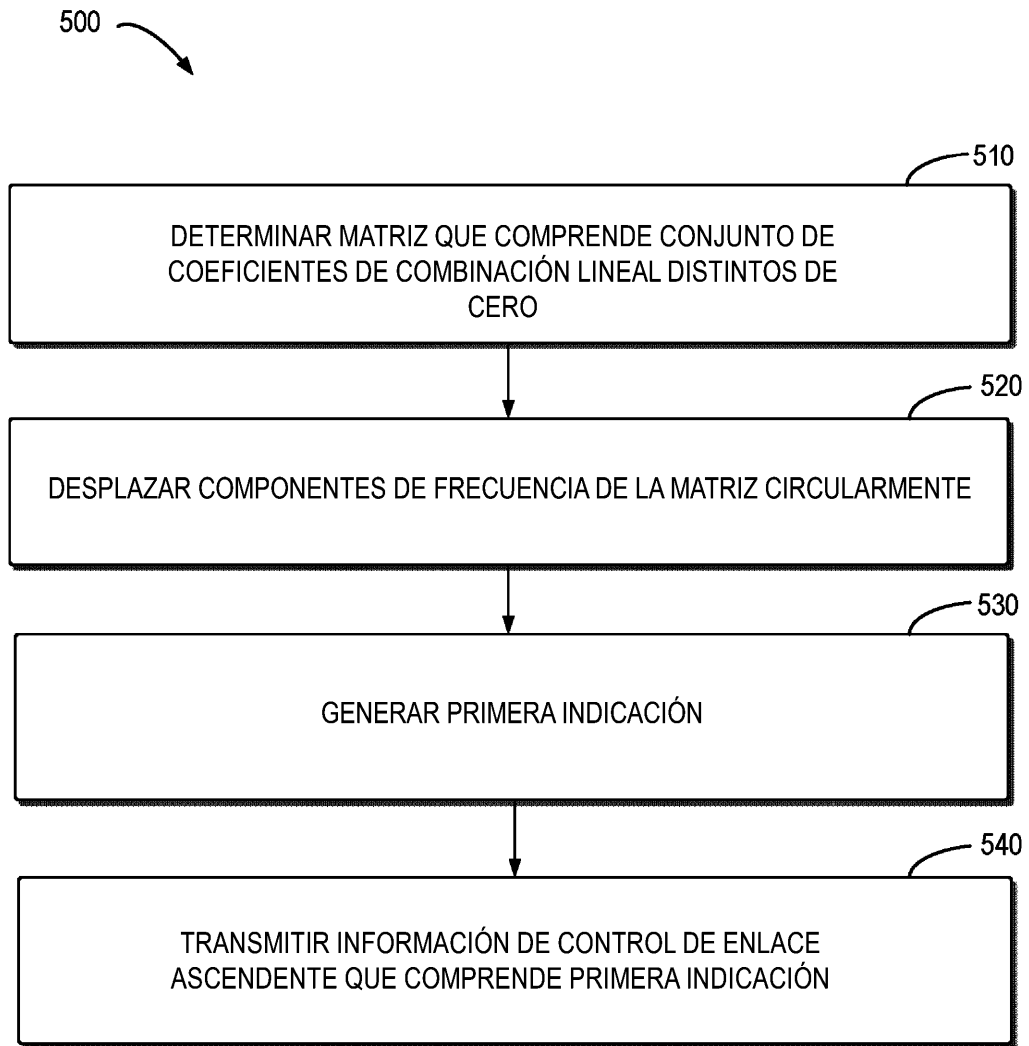 500
510
DETERMINAR MATRIZ QUE COMPRENDE CONJUNTO DE
COEFICIENTES DE COMBINACIÓN LINEAL DISTINTOS DE
CERO
520
DESPLAZAR COMPONENTES DE FRECUENCIA DE LA MATRIZ CIRCULARMENTE
530
GENERAR PRIMERA INDICACIÓN
540
TRANSMITIR INFORMACIÓN DE CONTROL DE ENLACE
ASCENDENTE QUE COMPRENDE PRIMERA INDICACIÓN